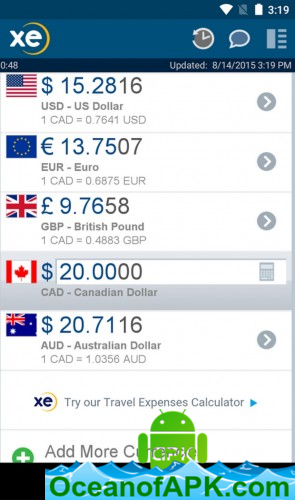 3:19
xe
0:48 Updated: 8/14/2015 3:19 PM
$ 15.2816
USD - US Dollar
1 CAD = 0.7641 USD
€ 13.7507
EUR - Euro
1 CAD = 0.6875 EUR
£ 9.7658
GBP - British Pound
1 CAD = 0.4883 GBP
$ 20.0000
CAD - Canadian Dollar
$ 20.7116
AUD - Australian Dollar
1 CAD = 1.0356 AUD
xe Try our Travel Expenses Calculator
Add More
APK
OceanofAPK.com